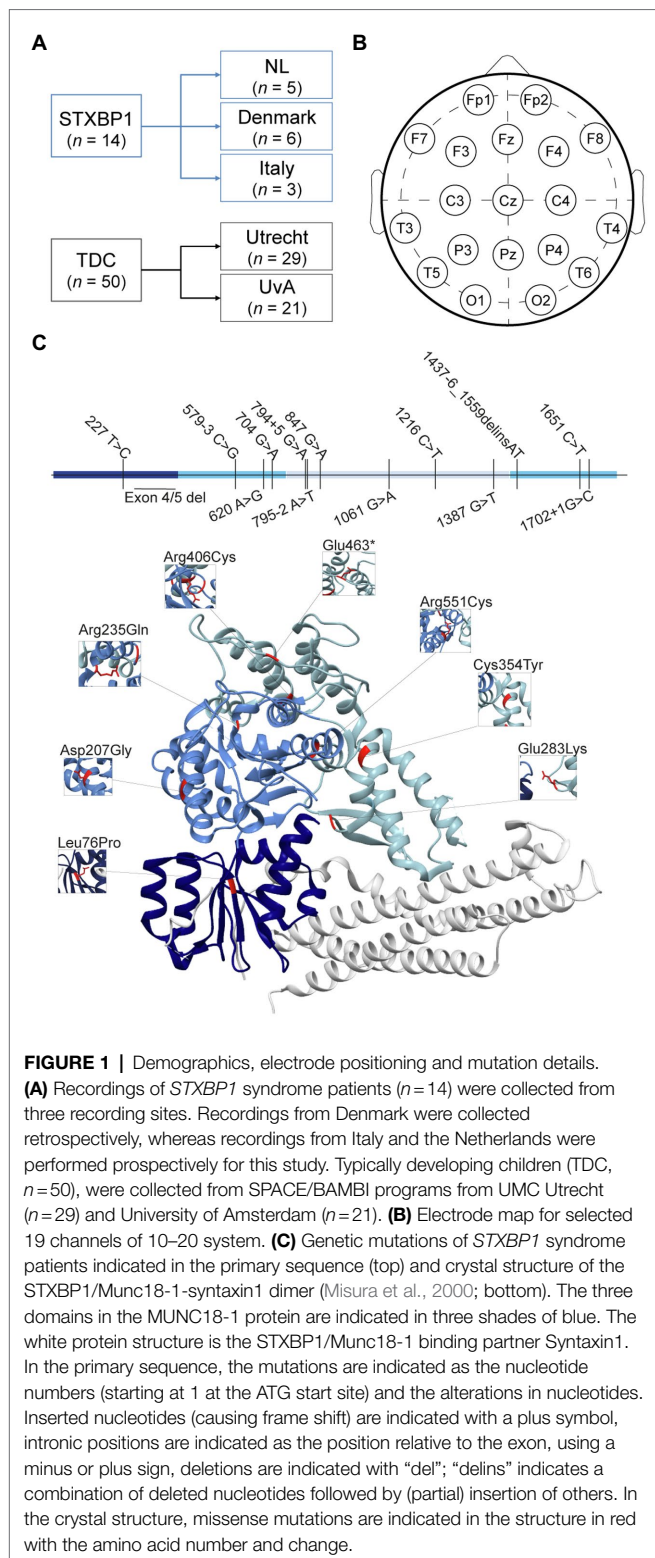 A
STXBP1
(n = 14)
NL
(n = 5)
Denmark
(n = 6)
Italy
(n = 3)
TDC
(n = 50)
Utrecht
(n = 29)
UvA
(n = 21)
B
Fp1 Fp2
F7 F3 Fz F4 F8
C3 Cz C4
T3 T4
P3 Pz P4
T5 T6
O1 O2
C
227 T>C
579-3 C>G
704 G>A
794+5 G>A
847 G>A
1216 C>T
1437-6_1559delinsAT
1651 C>T
Exon 4/5 del
620 A>G
795-2 A>T
1061 G>A
1387 G>T
1702+1G>C
Arg406Cys
Glu463*
Arg551Cys
Arg235Gln
Cys354Tyr
Asp207Gly
Glu283Lys
Leu76Pro
FIGURE 1 | Demographics, electrode positioning and mutation details.
(A) Recordings of STXBP1 syndrome patients (n = 14) were collected from
three recording sites. Recordings from Denmark were collected
retrospectively, whereas recordings from Italy and the Netherlands were
performed prospectively for this study. Typically developing children (TDC,
n = 50), were collected from SPACE/BAMBI programs from UMC Utrecht
(n = 29) and University of Amsterdam (n = 21). (B) Electrode map for selected
19 channels of 10–20 system. (C) Genetic mutations of STXBP1 syndrome
patients indicated in the primary sequence (top) and crystal structure of the
STXBP1/Munc18-1-syntaxin1 dimer (Misura et al., 2000; bottom). The three
domains in the MUNC18-1 protein are indicated in three shades of blue. The
white protein structure is the STXBP1/Munc18-1 binding partner Syntaxin1.
In the primary sequence, the mutations are indicated as the nucleotide
numbers (starting at 1 at the ATG start site) and the alterations in nucleotides.
Inserted nucleotides (causing frame shift) are indicated with a plus symbol,
intronic positions are indicated as the position relative to the exon, using a
minus or plus sign, deletions are indicated with “del”; “delins” indicates a
combination of deleted nucleotides followed by (partial) insertion of others. In
the crystal structure, missense mutations are indicated in the structure in red
with the amino acid number and change.